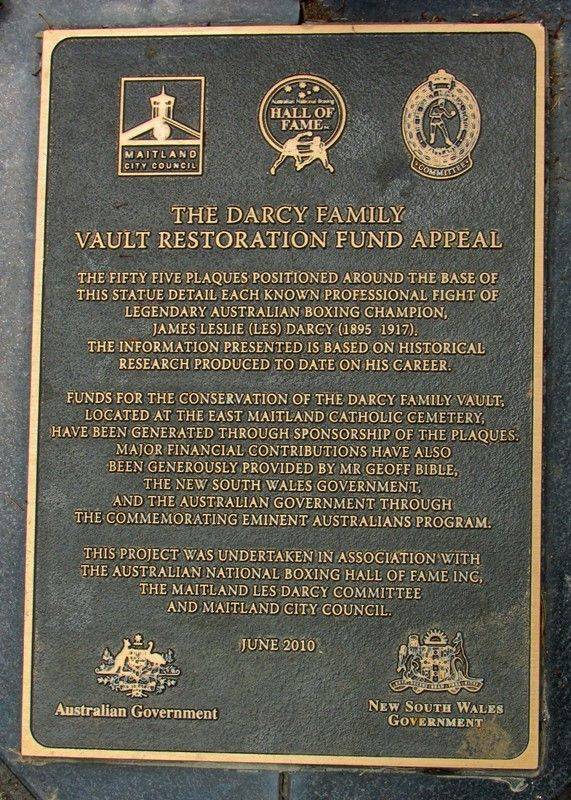 MAITLAND
CITY COUNCIL
Australian National Boxing
HALL OF
FAME INC
COMMITTEE
THE DARCY FAMILY
VAULT RESTORATION FUND APPEAL
THE FIFTY FIVE PLAQUES POSITIONED AROUND THE BASE OF
THIS STATUE DETAIL EACH KNOWN PROFESSIONAL FIGHT OF
LEGENDARY AUSTRALIAN BOXING CHAMPION,
JAMES LESLIE (LES) DARCY (1895 1917).
THE INFORMATION PRESENTED IS BASED ON HISTORICAL
RESEARCH PRODUCED TO DATE ON HIS CAREER.
FUNDS FOR THE CONSERVATION OF THE DARCY FAMILY VAULT,
LOCATED AT THE EAST MAITLAND CATHOLIC CEMETERY,
HAVE BEEN GENERATED THROUGH SPONSORSHIP OF THE PLAQUES.
MAJOR FINANCIAL CONTRIBUTIONS HAVE ALSO
BEEN GENEROUSLY PROVIDED BY MR GEOFF BIBLE,
THE NEW SOUTH WALES GOVERNMENT,
AND THE AUSTRALIAN GOVERNMENT THROUGH
THE COMMEMORATING EMINENT AUSTRALIANS PROGRAM.
THIS PROJECT WAS UNDERTAKEN IN ASSOCIATION WITH
THE AUSTRALIAN NATIONAL BOXING HALL OF FAME INC,
THE MAITLAND LES DARCY COMMITTEE
AND MAITLAND CITY COUNCIL.
JUNE 2010
Australian Government
NEW SOUTH WALES
GOVERNMENT